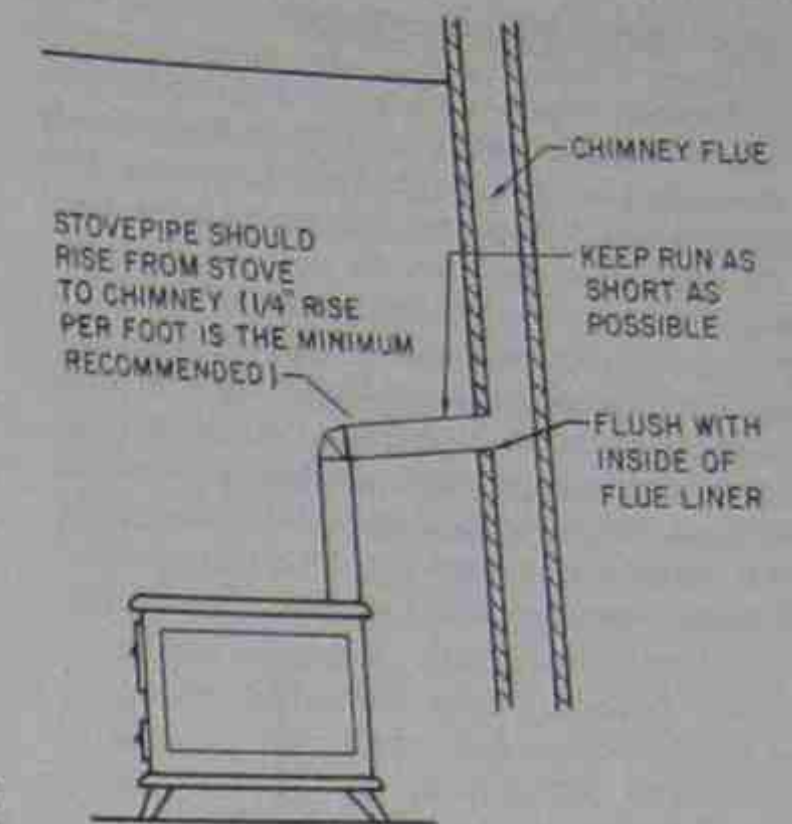 CHIMNEY FLUE
STOVEPIPE SHOULD
RISE FROM STOVE
TO CHIMNEY (1/4" RISE
PER FOOT IS THE MINIMUM
RECOMMENDED)
KEEP RUN AS
SHORT AS
POSSIBLE
FLUSH WITH
INSIDE OF
FLUE LINER